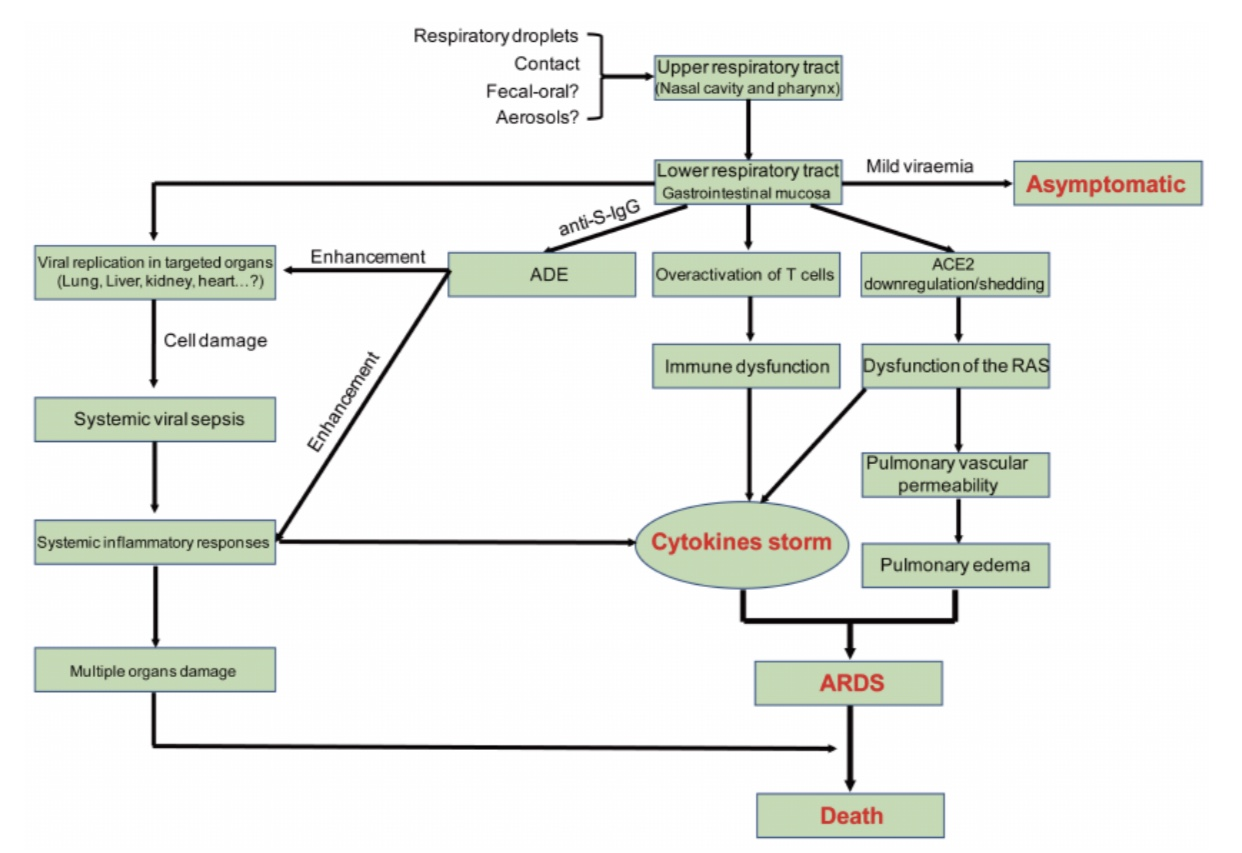 Respiratory droplets
Contact
Fecal-oral?
Aerosols?
Upper respiratory tract
(Nasal cavity and pharynx)
Lower respiratory tract
Gastrointestinal mucosa
Mild viraemia
Asymptomatic
anti-S-IgG
Viral replication in targeted organs
(Lung, Liver, kidney, heart…?)
Enhancement
ADE
Overactivation of T cells
ACE2
downregulation/shedding
Cell damage
Enhancement
Immune dysfunction
Dysfunction of the RAS
Systemic viral sepsis
Pulmonary vascular
permeability
Systemic inflammatory responses
Cytokines storm
Pulmonary edema
Multiple organs damage
ARDS
Death